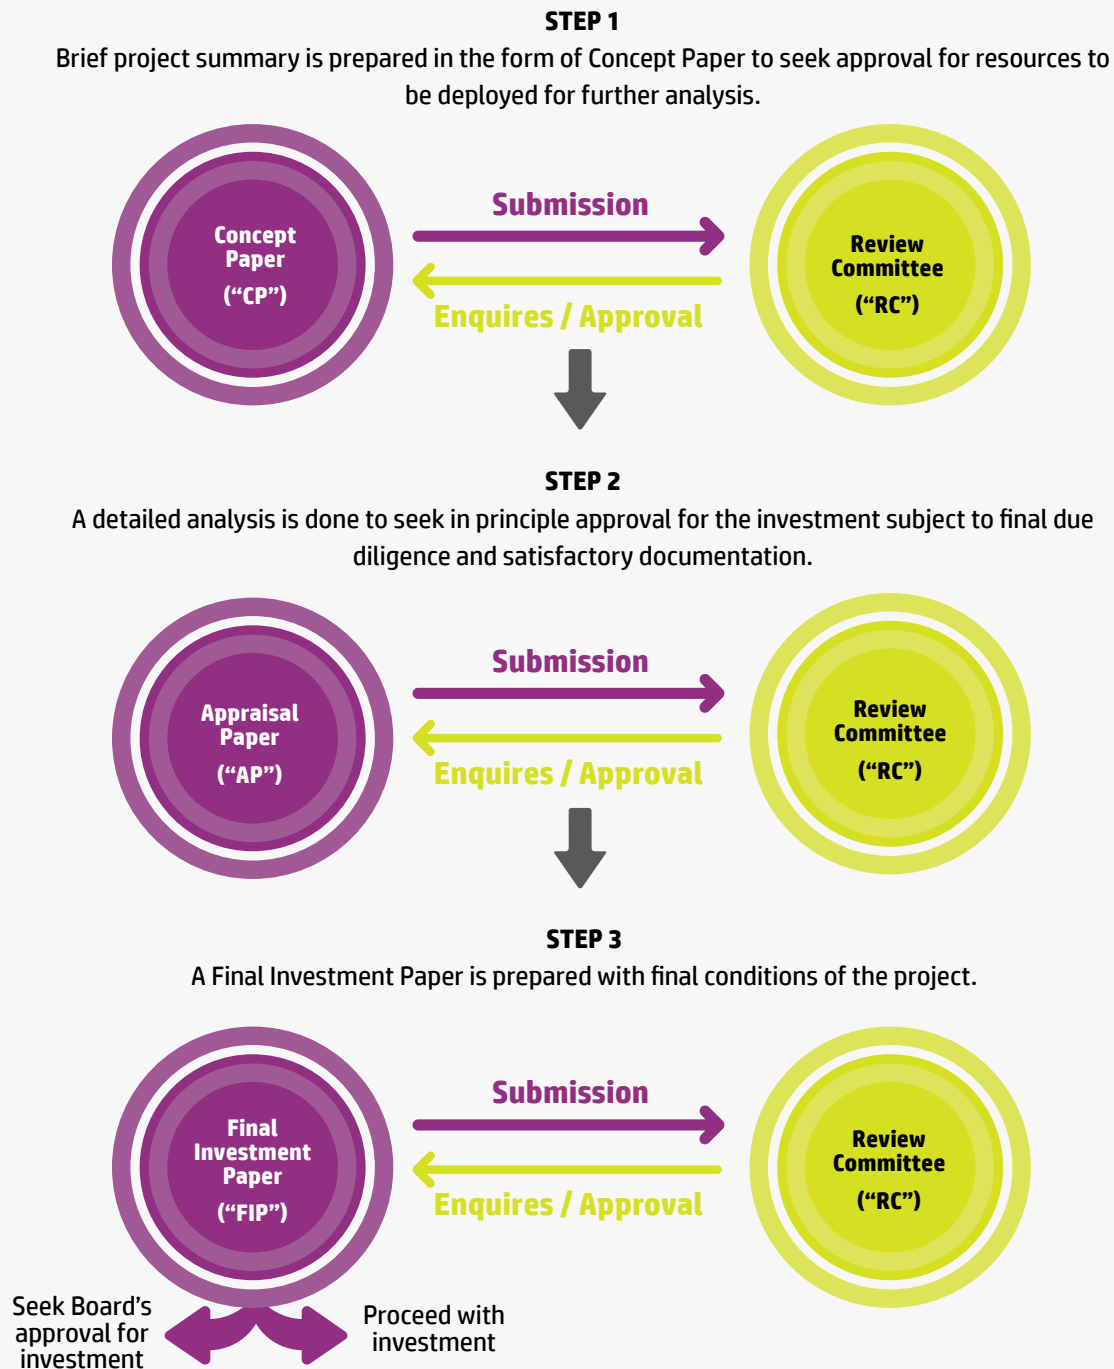 STEP 1
Brief project summary is prepared in the form of Concept Paper to seek approval for resources to
be deployed for further analysis.
Concept
Paper
(“CP”)
Submission
Enquires / Approval
Review
Committee
(“RC”)
STEP 2
A detailed analysis is done to seek in principle approval for the investment subject to final due
diligence and satisfactory documentation.
Appraisal
Paper
(“AP”)
Submission
Enquires / Approval
Review
Committee
(“RC”)
STEP 3
A Final Investment Paper is prepared with final conditions of the project.
Final
Investment
Paper
(“FIP”)
Submission
Enquires / Approval
Review
Committee
(“RC”)
Seek Board’s
approval for
investment
Proceed with
investment